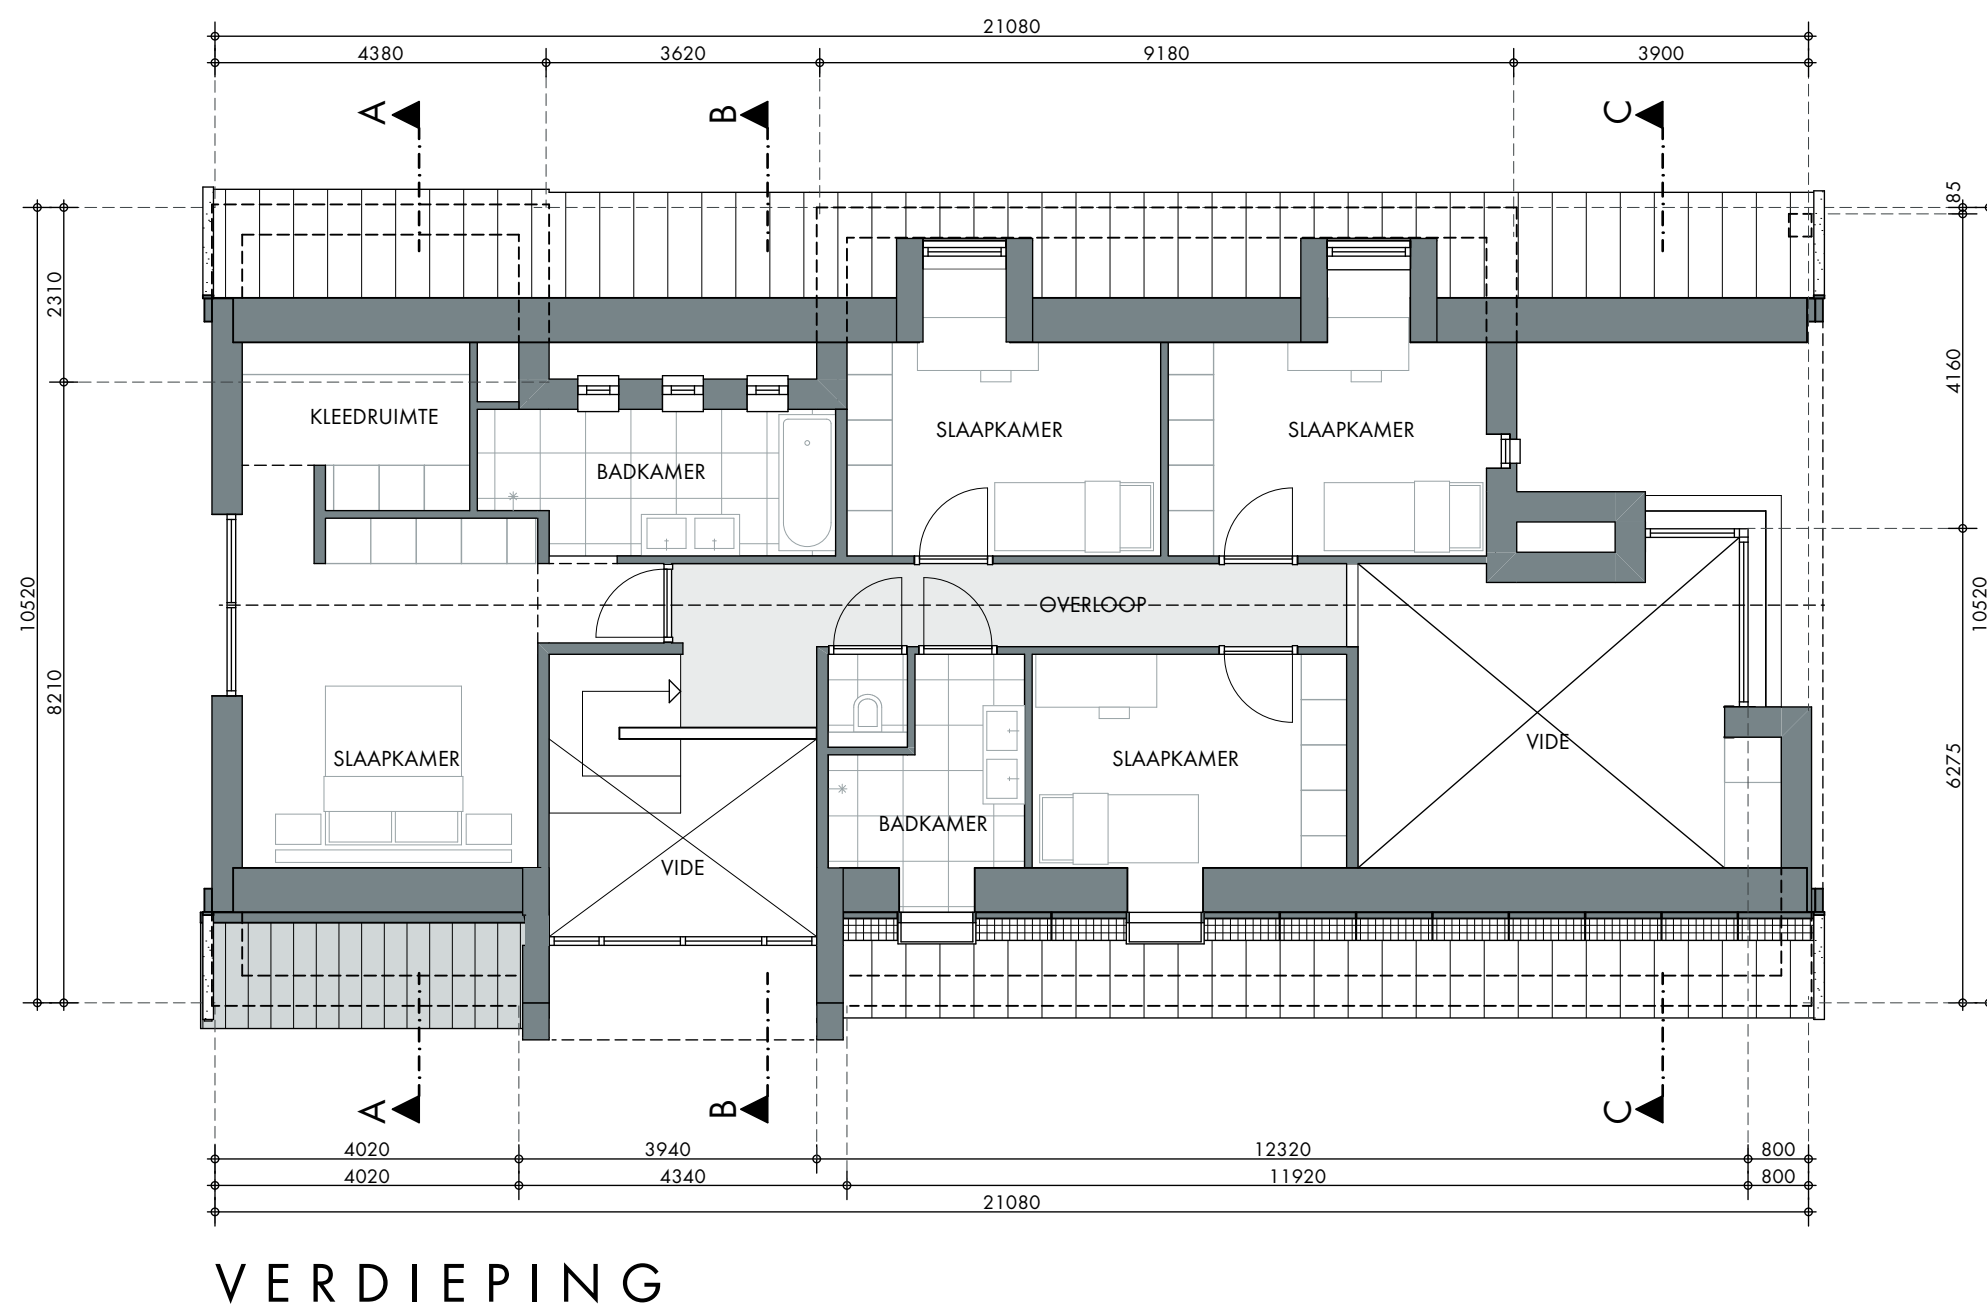 21080
4380 3620 9180 3900
A B C
85
2310
4160
KLEEDRUIMTE
SLAAPKAMER SLAAPKAMER
BADKAMER
10520
OVERLOOP
10520
8210
VIDE
SLAAPKAMER SLAAPKAMER
6275
BADKAMER
VIDE
A B C
4020 3940 12320 800
4020 4340 11920 800
21080
VERDIEPING